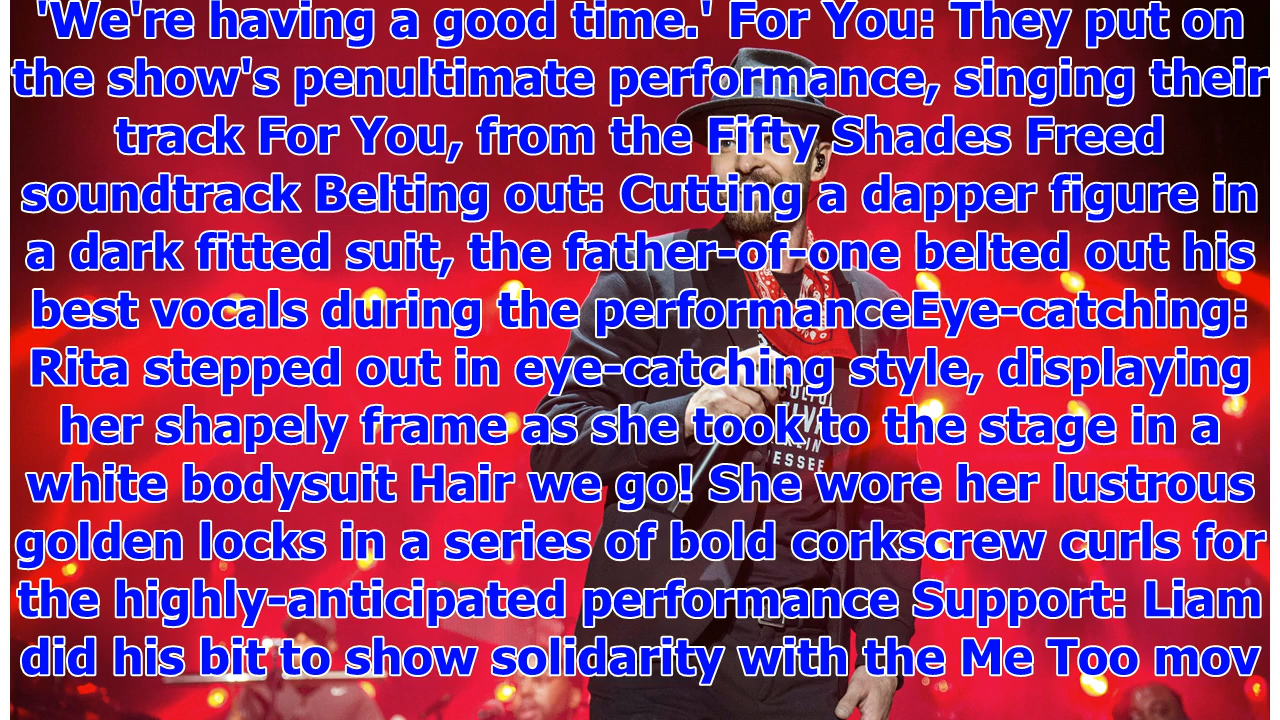 'We're having a good time.' For You: They put on
the show's penultimate performance, singing their
track For You, from the Fifty Shades Freed
soundtrack Belting out: Cutting a dapper figure in
a dark fitted suit, the father-of-one belted out his
best vocals during the performanceEye-catching:
Rita stepped out in eye-catching style, displaying
her shapely frame as she took to the stage in a
white bodysuit Hair we go! She wore her lustrous
golden locks in a series of bold corkscrew curls for
the highly-anticipated performance Support: Liam
did his bit to show solidarity with the Me Too mov